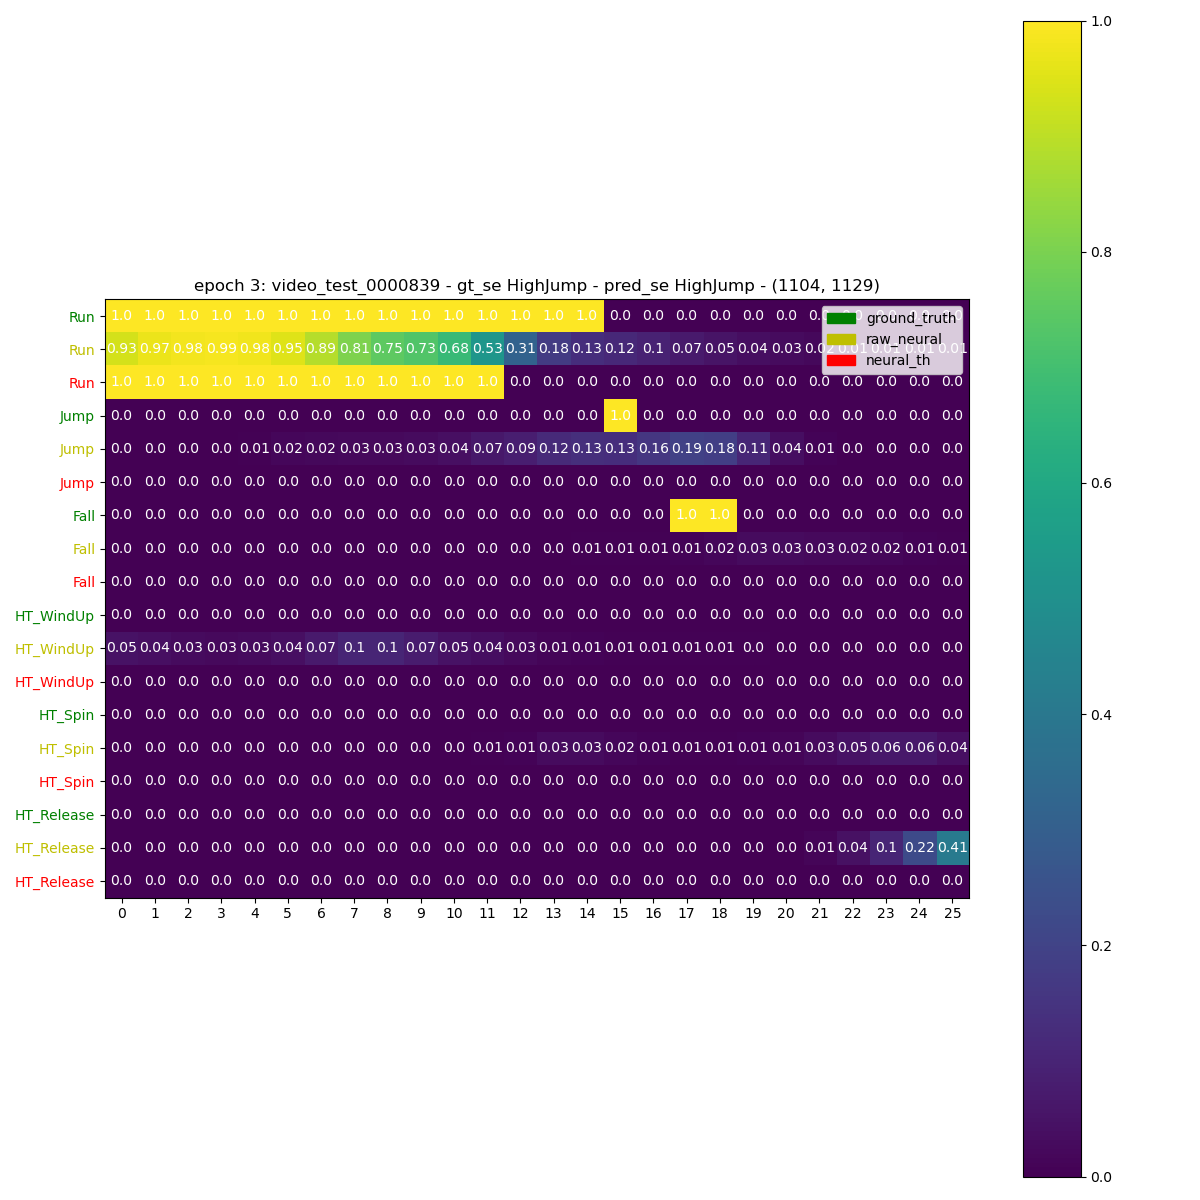 epoch 3: video_test_0000839 - gt_se HighJump - pred_se HighJump - (1104, 1129)
Run 1.0 1.0 1.0 1.0 1.0 1.0 1.0 1.0 1.0 1.0 1.0 1.0 1.0 1.0 1.0 0.0 0.0 0.0 0.0 0.0 0.0
Run 0.93 0.97 0.98 0.99 0.98 0.95 0.89 0.81 0.75 0.73 0.68 0.53 0.31 0.18 0.13 0.12 0.1 0.07 0.05 0.04 0.03 0.02 0.01 0.01 0.01 0.01
Run 1.0 1.0 1.0 1.0 1.0 1.0 1.0 1.0 1.0 1.0 1.0 1.0 0.0 0.0 0.0 0.0 0.0 0.0 0.0 0.0 0.0 0.0 0.0 0.0 0.0 0.0
Jump 0.0 0.0 0.0 0.0 0.0 0.0 0.0 0.0 0.0 0.0 0.0 0.0 0.0 0.0 0.0 1.0 0.0 0.0 0.0 0.0 0.0 0.0 0.0 0.0 0.0 0.0
Jump 0.0 0.0 0.0 0.0 0.01 0.02 0.02 0.03 0.03 0.03 0.04 0.07 0.09 0.12 0.13 0.13 0.16 0.19 0.18 0.11 0.04 0.01 0.0 0.0 0.0 0.0
Jump 0.0 0.0 0.0 0.0 0.0 0.0 0.0 0.0 0.0 0.0 0.0 0.0 0.0 0.0 0.0 0.0 0.0 0.0 0.0 0.0 0.0 0.0 0.0 0.0 0.0 0.0
Fall 0.0 0.0 0.0 0.0 0.0 0.0 0.0 0.0 0.0 0.0 0.0 0.0 0.0 0.0 0.0 0.0 0.0 1.0 1.0 0.0 0.0 0.0 0.0 0.0 0.0 0.0
Fall 0.0 0.0 0.0 0.0 0.0 0.0 0.0 0.0 0.0 0.0 0.0 0.0 0.0 0.0 0.01 0.01 0.01 0.01 0.02 0.03 0.03 0.03 0.02 0.02 0.01 0.01
Fall 0.0 0.0 0.0 0.0 0.0 0.0 0.0 0.0 0.0 0.0 0.0 0.0 0.0 0.0 0.0 0.0 0.0 0.0 0.0 0.0 0.0 0.0 0.0 0.0 0.0 0.0
HT_WindUp 0.0 0.0 0.0 0.0 0.0 0.0 0.0 0.0 0.0 0.0 0.0 0.0 0.0 0.0 0.0 0.0 0.0 0.0 0.0 0.0 0.0 0.0 0.0 0.0 0.0 0.0
HT_WindUp 0.05 0.04 0.03 0.03 0.03 0.04 0.07 0.1 0.1 0.07 0.05 0.04 0.03 0.01 0.01 0.01 0.01 0.01 0.01 0.0 0.0 0.0 0.0 0.0 0.0 0.0
HT_WindUp 0.0 0.0 0.0 0.0 0.0 0.0 0.0 0.0 0.0 0.0 0.0 0.0 0.0 0.0 0.0 0.0 0.0 0.0 0.0 0.0 0.0 0.0 0.0 0.0 0.0 0.0
HT_Spin 0.0 0.0 0.0 0.0 0.0 0.0 0.0 0.0 0.0 0.0 0.0 0.0 0.0 0.0 0.0 0.0 0.0 0.0 0.0 0.0 0.0 0.0 0.0 0.0 0.0 0.0
HT_Spin 0.0 0.0 0.0 0.0 0.0 0.0 0.0 0.0 0.0 0.0 0.0 0.01 0.01 0.03 0.03 0.02 0.01 0.01 0.01 0.01 0.01 0.03 0.05 0.06 0.06 0.04
HT_Spin 0.0 0.0 0.0 0.0 0.0 0.0 0.0 0.0 0.0 0.0 0.0 0.0 0.0 0.0 0.0 0.0 0.0 0.0 0.0 0.0 0.0 0.0 0.0 0.0 0.0 0.0
HT_Release 0.0 0.0 0.0 0.0 0.0 0.0 0.0 0.0 0.0 0.0 0.0 0.0 0.0 0.0 0.0 0.0 0.0 0.0 0.0 0.0 0.0 0.0 0.0 0.0 0.0 0.0
HT_Release 0.0 0.0 0.0 0.0 0.0 0.0 0.0 0.0 0.0 0.0 0.0 0.0 0.0 0.0 0.0 0.0 0.0 0.0 0.0 0.0 0.0 0.01 0.04 0.1 0.22 0.41
HT_Release 0.0 0.0 0.0 0.0 0.0 0.0 0.0 0.0 0.0 0.0 0.0 0.0 0.0 0.0 0.0 0.0 0.0 0.0 0.0 0.0 0.0 0.0 0.0 0.0 0.0 0.0
0 1 2 3 4 5 6 7 8 9 10 11 12 13 14 15 16 17 18 19 20 21 22 23 24 25
ground_truth
raw_neural
neural_th
1.0
0.8
0.6
0.4
0.2
0.0